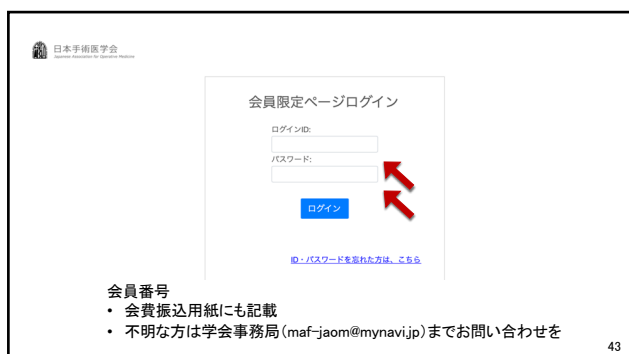 日本手術医学会
Japanese Association for Operative Medicine
会員限定ページログイン
ログインID:
パスワード:
ログイン
ID・パスワードを忘れた方は、こちら
会員番号
• 会費振込用紙にも記載
• 不明な方は学会事務局(maf-jaom@mynavi.jp)までお問い合わせを
43